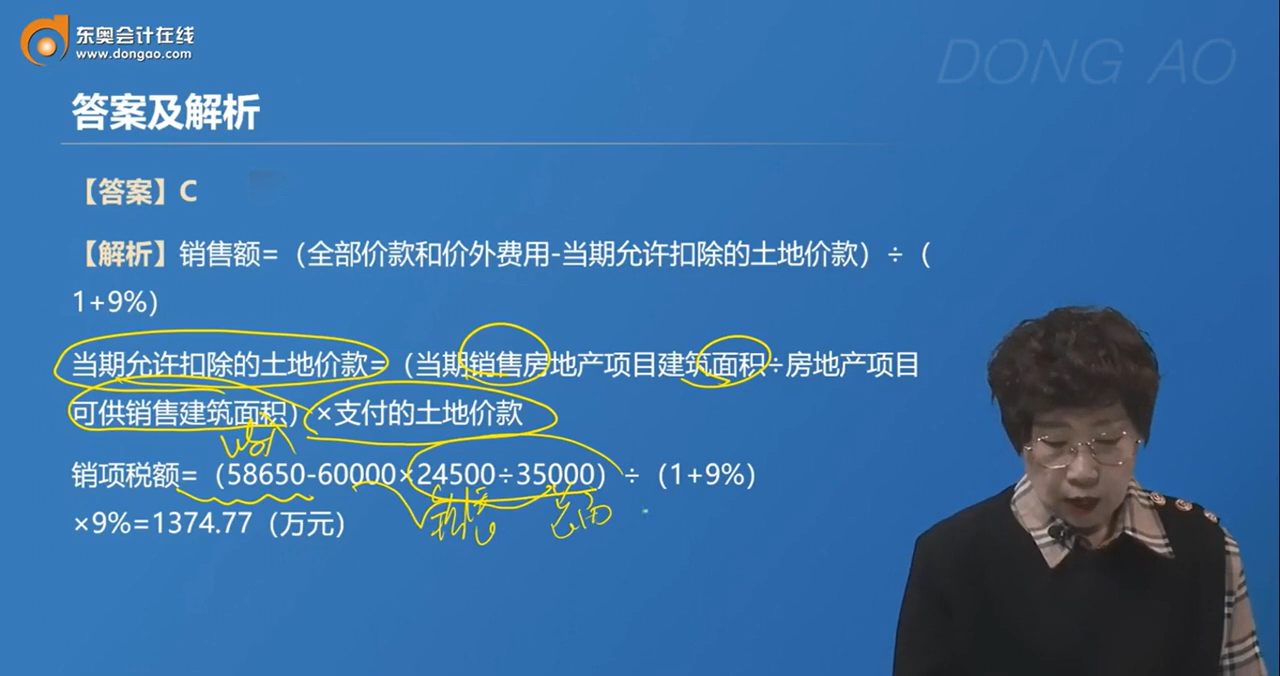 东奥会计在线
www.dongao.com
DONG AO
答案及解析
【答案】C
【解析】销售额=（全部价款和价外费用-当期允许扣除的土地价款）÷（
1+9%)
当期允许扣除的土地价款=（当期销售房地产项目建筑面积÷房地产项目
可供销售建筑面积）×支付的土地价款
销项税额=（58650-60000×24500÷35000）÷（1+9%）
×9%=1374.77（万元）